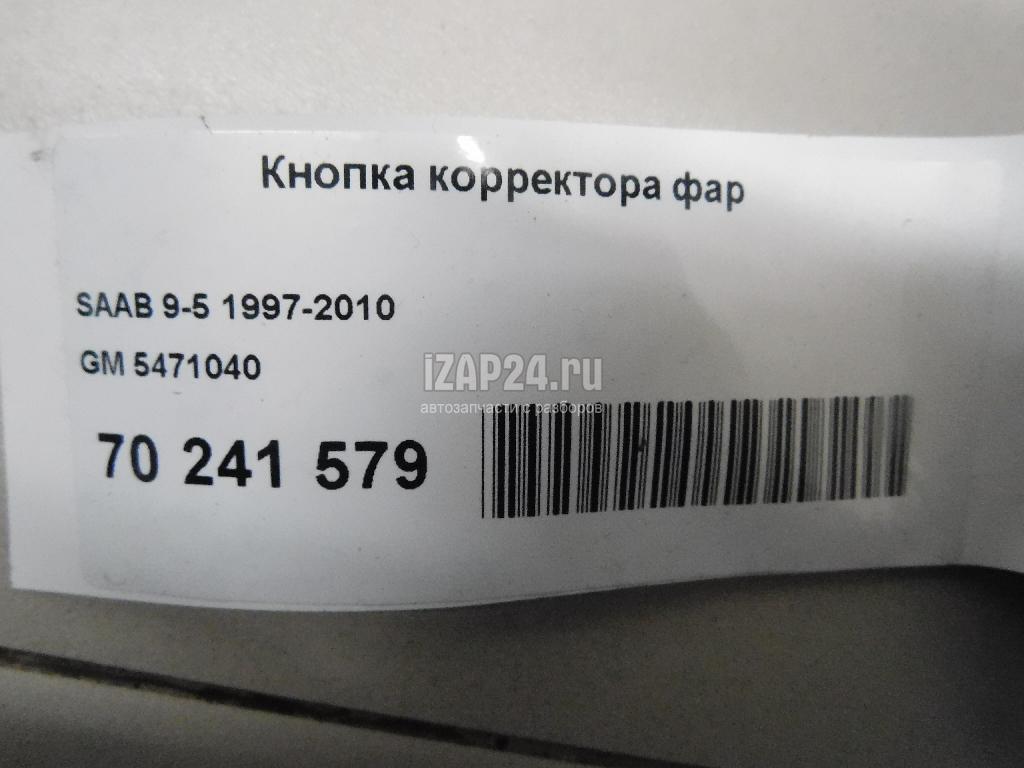 Кнопка корректора фар
SAAB 9-5 1997-2010
GM 5471040
iZAP24.ru
автозапчасти с разборов
70 241 579